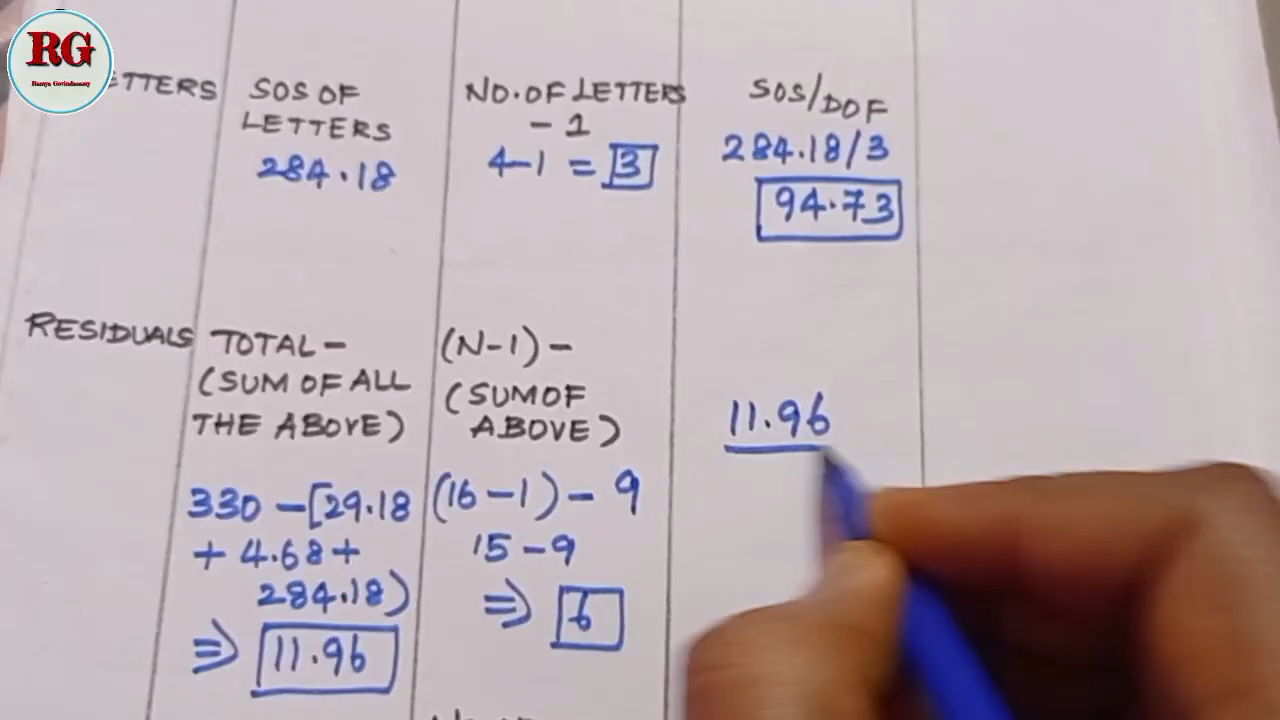 RG
Ramya Govindasamy
ETTERS
SOS OF
LETTERS
284.18
NO. OF LETTERS
- 1
4-1 = 3
SOS/DOF
284.18/3
94.73
RESIDUALS
TOTAL -
(SUM OF ALL
THE ABOVE)
330 - [29.18
+ 4.68 +
284.18)
⇒ 11.96
(N-1) -
(SUM OF
ABOVE)
(16-1) - 9
15 - 9
⇒ 6
11.96